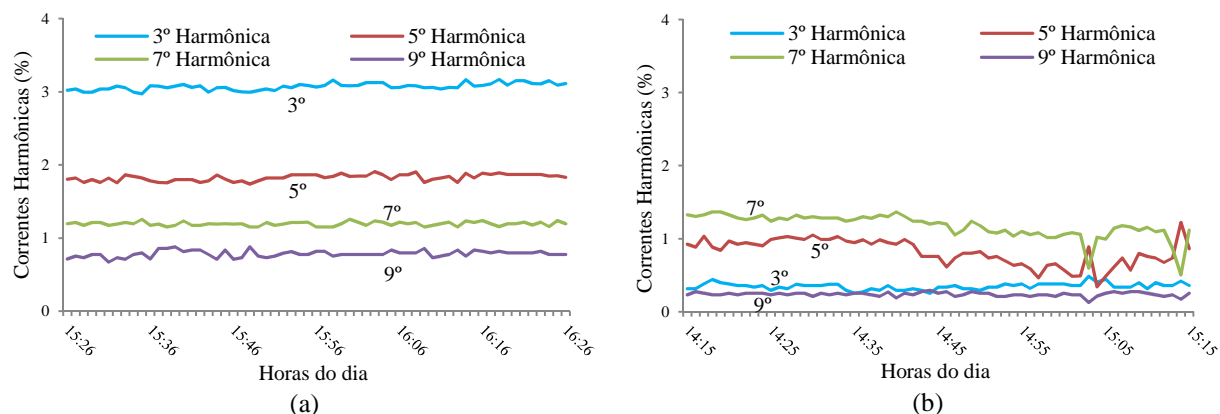 Correntes Harmônicas (%)
4
3
2
1
0
3º Harmônica
5º Harmônica
7º Harmônica
9º Harmônica
3º
5º
7º
9º
15:26
15:36
15:46
15:56
16:06
16:16
16:26
Horas do dia
(a)
Correntes Harmônicas (%)
4
3
2
1
0
3º Harmônica
5º Harmônica
7º Harmônica
9º Harmônica
7º
5º
3º
9º
14:15
14:25
14:35
14:45
14:55
15:05
15:15
Horas do dia
(b)